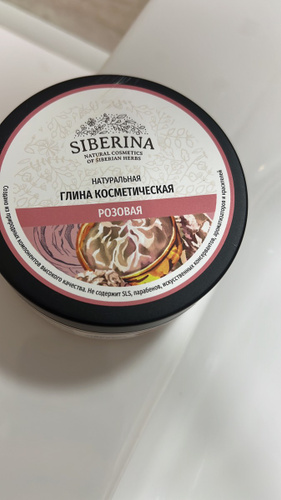 SIBERINA
NATURAL COSMETICS
OF SIBERIAN HERBS
НАТУРАЛЬНАЯ
ГЛИНА КОСМЕТИЧЕСКАЯ
РОЗОВАЯ
Создано из природных компонентов высокого качества. Не содержит SLS, парабенов, искусственных консервантов, ароматизаторов и красителей